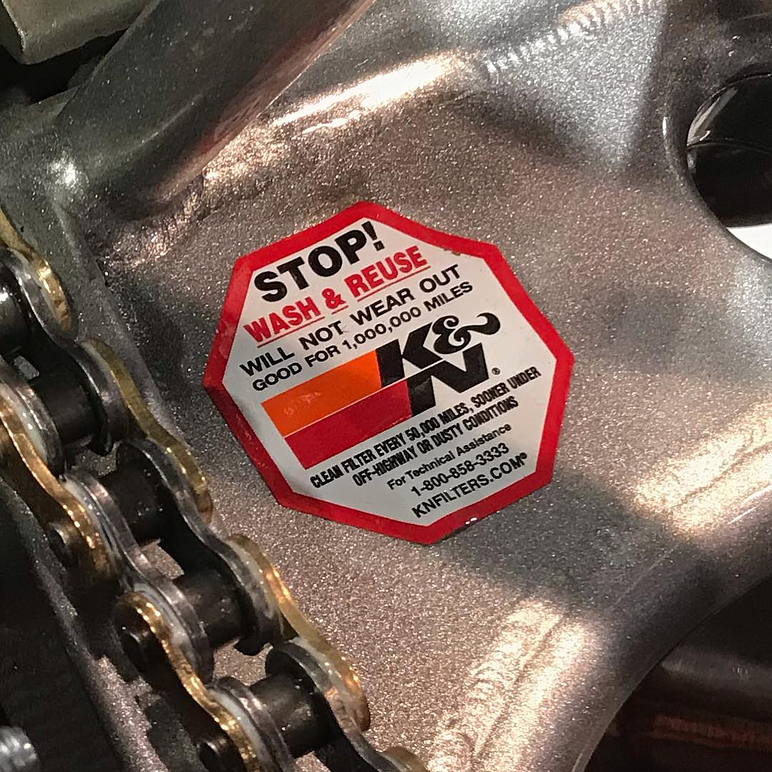 STOP!
WASH & REUSE
WILL NOT WEAR OUT
GOOD FOR 1,000,000 MILES
K&N®
CLEAN FILTER EVERY 50,000 MILES, SOONER UNDER
OFF-HIGHWAY OR DUSTY CONDITIONS
For Technical Assistance
1-800-858-3333
KNFILTERS.COM®